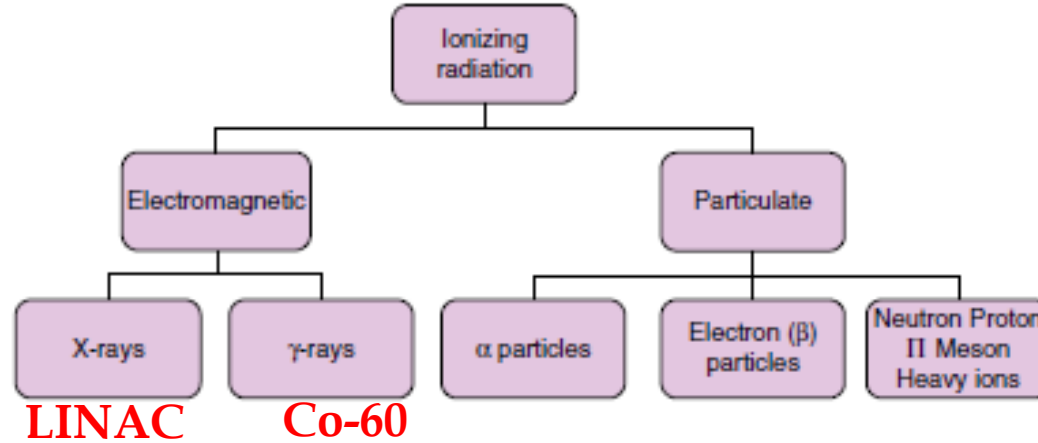 Ionizing
radiation
Electromagnetic
Particulate
X-rays
γ-rays
α particles
Electron (β)
particles
Neutron Proton
Π Meson
Heavy ions
LINAC
Co-60